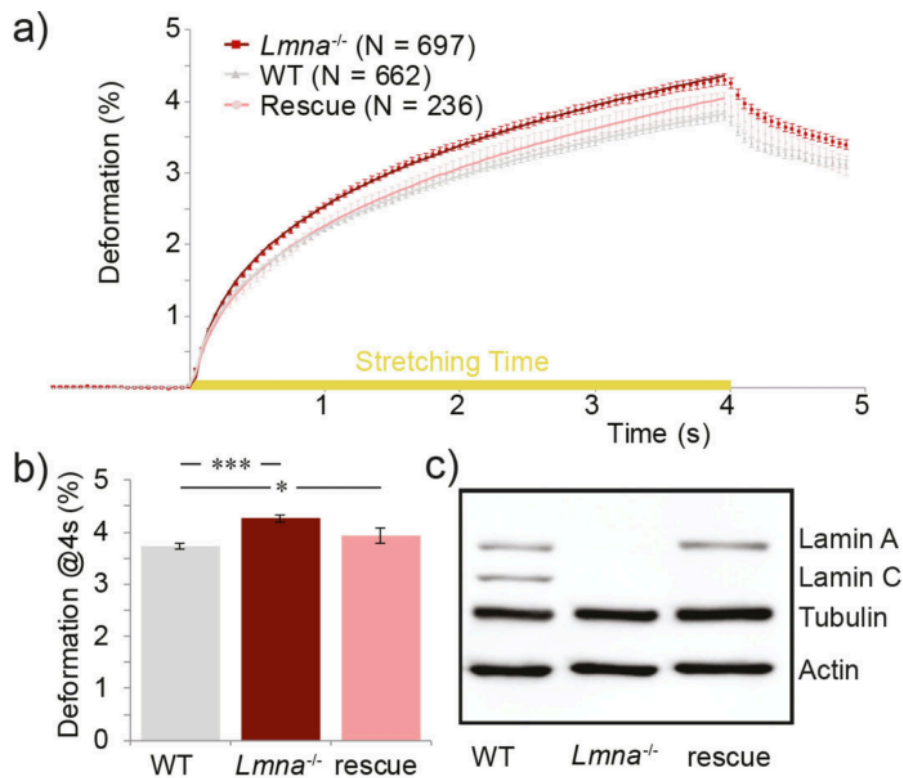 a)
Deformation (%)
5
4
3
2
1
Lmna⁻/⁻ (N = 697)
WT (N = 662)
Rescue (N = 236)
Stretching Time
1 2 3 4 5
Time (s)
b)
Deformation @4s (%)
5
4
3
2
1
0
***
*
WT Lmna⁻/⁻ rescue
c)
Lamin A
Lamin C
Tubulin
Actin
WT Lmna⁻/⁻ rescue